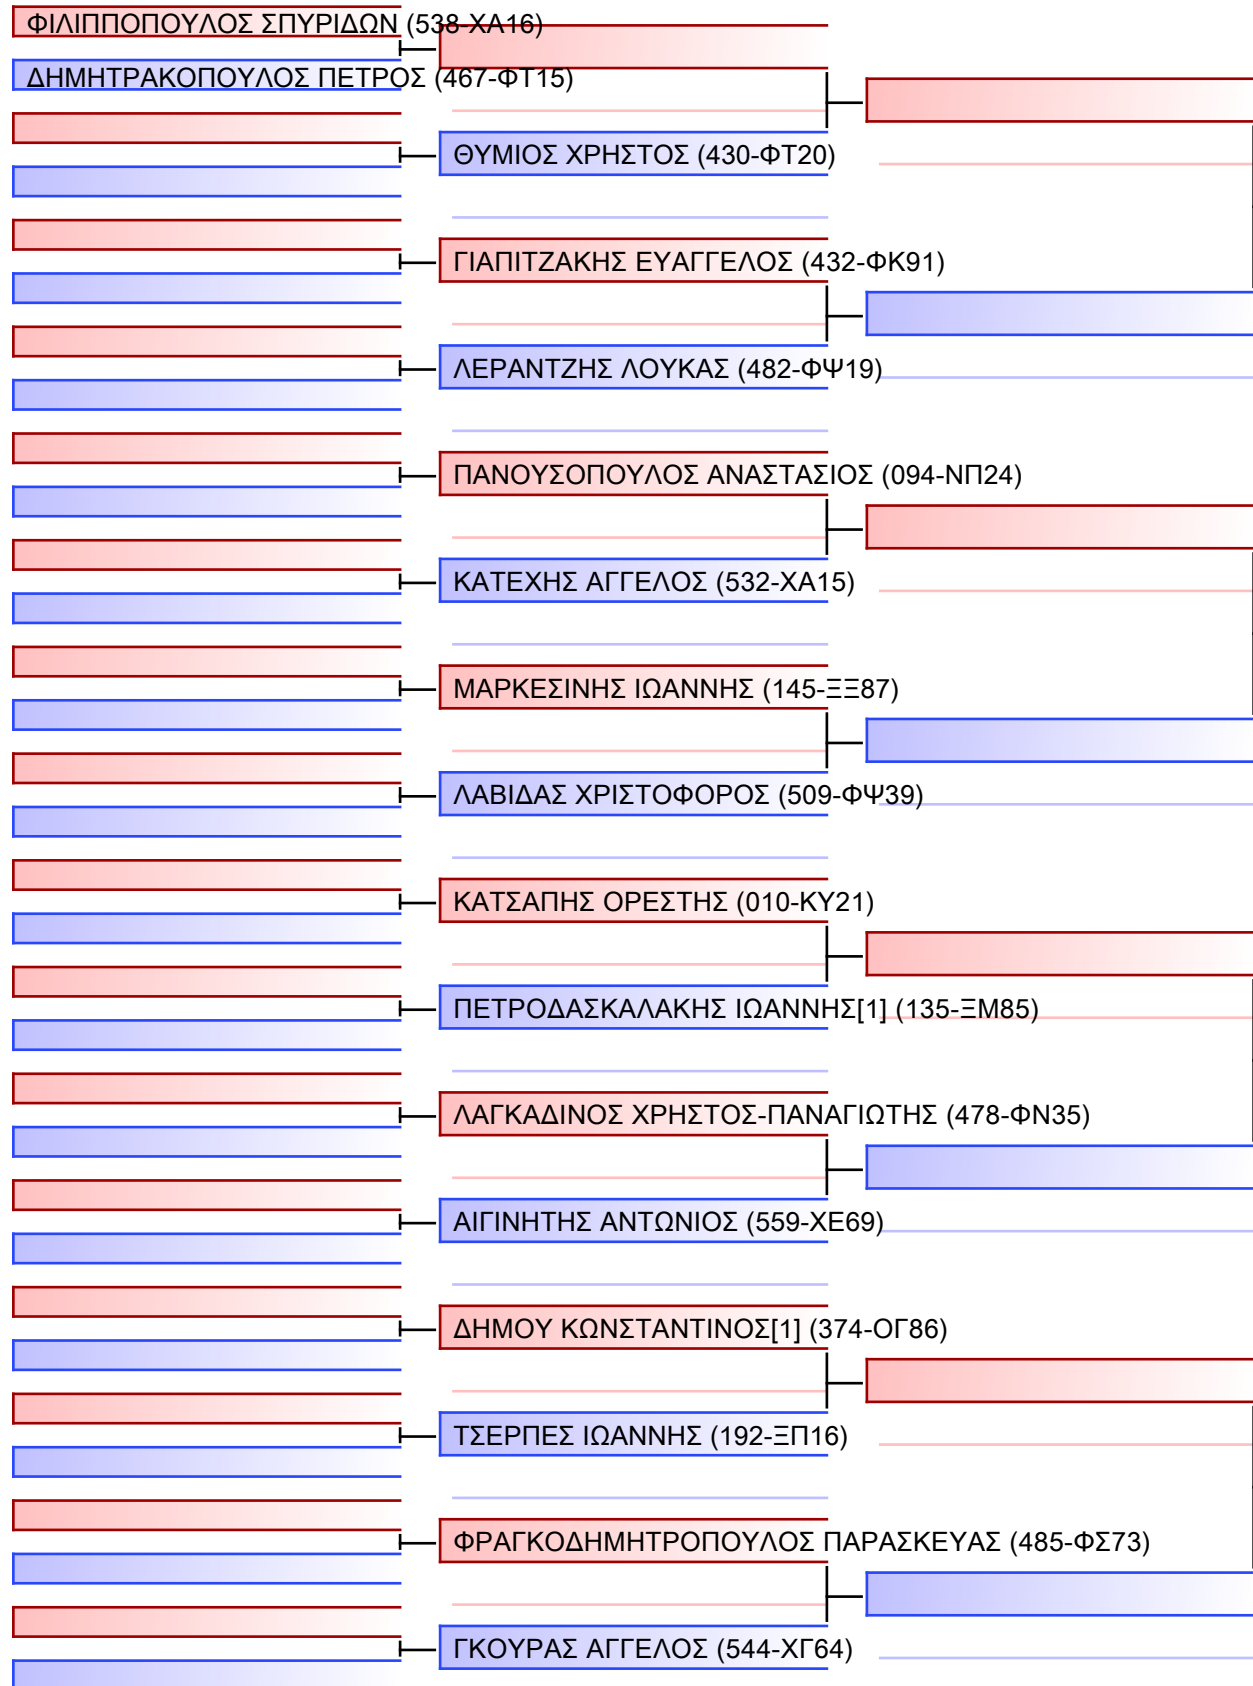 ΦΙΛΙΠΠΟΠΟΥΛΟΣ ΣΠΥΡΙΔΩΝ (538-ΧΑ16)
ΔΗΜΗΤΡΑΚΟΠΟΥΛΟΣ ΠΕΤΡΟΣ (467-ΦΤ15)
ΘΥΜΙΟΣ ΧΡΗΣΤΟΣ (430-ΦΤ20)
ΓΙΑΠΙΤΖΑΚΗΣ ΕΥΑΓΓΕΛΟΣ (432-ΦΚ91)
ΛΕΡΑΝΤΖΗΣ ΛΟΥΚΑΣ (482-ΦΨ19)
ΠΑΝΟΥΣΟΠΟΥΛΟΣ ΑΝΑΣΤΑΣΙΟΣ (094-ΝΠ24)
ΚΑΤΕΧΗΣ ΑΓΓΕΛΟΣ (532-ΧΑ15)
ΜΑΡΚΕΣΙΝΗΣ ΙΩΑΝΝΗΣ (145-ΞΞ87)
ΛΑΒΙΔΑΣ ΧΡΙΣΤΟΦΟΡΟΣ (509-ΦΨ39)
ΚΑΤΣΑΠΗΣ ΟΡΕΣΤΗΣ (010-ΚΥ21)
ΠΕΤΡΟΔΑΣΚΑΛΑΚΗΣ ΙΩΑΝΝΗΣ[1] (135-ΞΜ85)
ΛΑΓΚΑΔΙΝΟΣ ΧΡΗΣΤΟΣ-ΠΑΝΑΓΙΩΤΗΣ (478-ΦΝ35)
ΑΙΓΙΝΗΤΗΣ ΑΝΤΩΝΙΟΣ (559-ΧΕ69)
ΔΗΜΟΥ ΚΩΝΣΤΑΝΤΙΝΟΣ[1] (374-ΟΓ86)
ΤΣΕΡΠΕΣ ΙΩΑΝΝΗΣ (192-ΞΠ16)
ΦΡΑΓΚΟΔΗΜΗΤΡΟΠΟΥΛΟΣ ΠΑΡΑΣΚΕΥΑΣ (485-ΦΣ73)
ΓΚΟΥΡΑΣ ΑΓΓΕΛΟΣ (544-ΧΓ64)